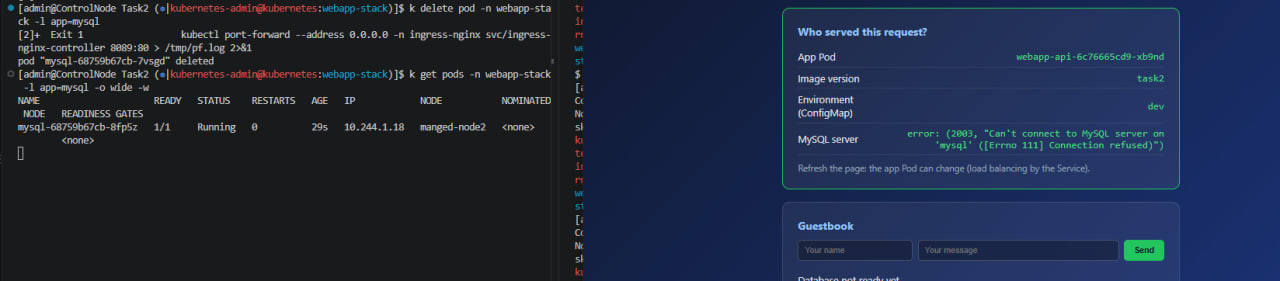 [admin@ControlNode Task2 (●|kubernetes-admin@kubernetes:webapp-stack)]$ k delete pod -n webapp-sta
ck -l app=mysql
[2]+  Exit 1                 kubectl port-forward --address 0.0.0.0 -n ingress-nginx svc/ingress-
nginx-controller 8089:80 > /tmp/pf.log 2>&1
pod "mysql-68759b67cb-7vsgd" deleted
[admin@ControlNode Task2 (●|kubernetes-admin@kubernetes:webapp-stack)]$ k get pods -n webapp-stack
 -l app=mysql -o wide -w
NAME                     READY   STATUS    RESTARTS   AGE   IP            NODE           NOMINATED
 NODE   READINESS GATES
mysql-68759b67cb-8fp5z   1/1     Running   0          29s   10.244.1.18   manged-node2   <none>
        <none>
Who served this request?
App Pod webapp-api-6c76665cd9-xb9nd
Image version task2
Environment
(ConfigMap) dev
MySQL server error: (2003, "Can't connect to MySQL server on
'mysql' ([Errno 111] Connection refused)")
Refresh the page: the app Pod can change (load balancing by the Service).
Guestbook
Your name Your message Send
Database not ready yet